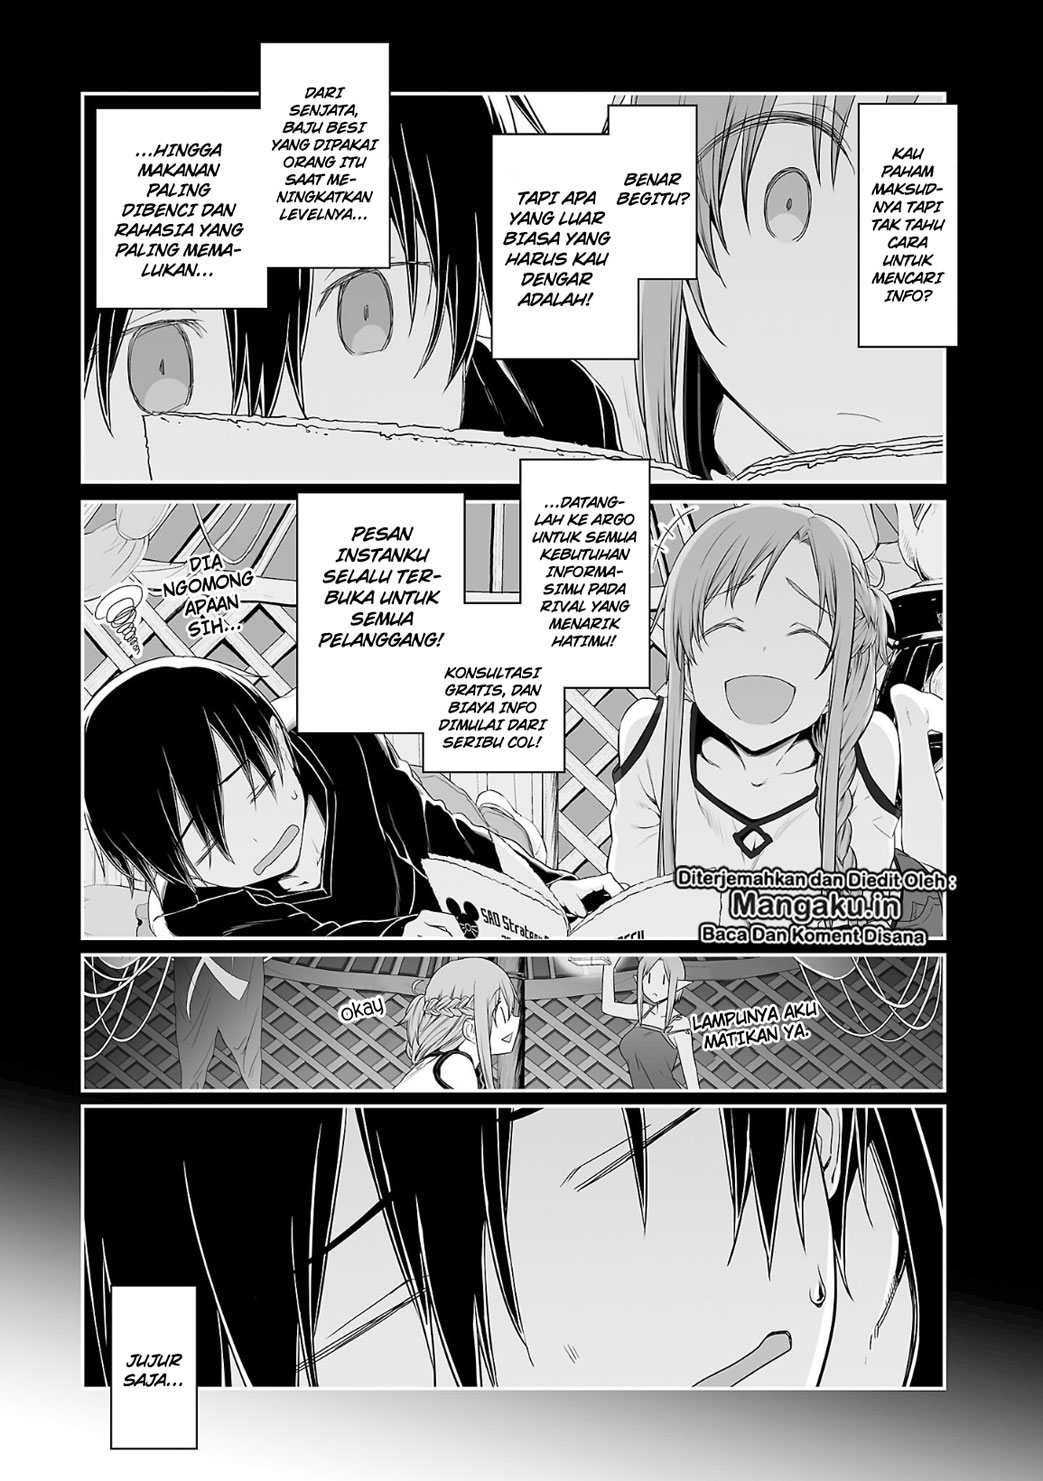 KAU
PAHAM
MAKSUD-
NYA TAPI
TAK TAHU
CARA
UNTUK
MENCARI
INFO?
BENAR
BEGITU?
TAPI APA
YANG LUAR
BIASA YANG
HARUS KAU
DENGAR
ADALAH!
DARI
SENJATA,
BAJU BESI
YANG DIPAKAI
ORANG ITU
SAAT ME-
NINGKATKAN
LEVELNYA...
...HINGGA
MAKANAN
PALING
DIBENCI DAN
RAHASIA YANG
PALING MEMA-
LUKAN...
...DATANG-
LAH KE ARGO
UNTUK SEMUA
KEBUTUHAN
INFORMA-
SIMU PADA
RIVAL YANG
MENARIK
HATIMU!
KONSULTASI
GRATIS, DAN
BIAYA INFO
DIMULAI DARI
SERIBU COL!
PESAN
INSTANKU
SELALU TER-
BUKA UNTUK
SEMUA
PELANGGANG!
DIA
NGOMONG
APAAN
SIH...
SAO Strategy
Diterjemahkan dan Diedit Oleh :
Mangaku.in
Baca Dan Koment Disana
LAMPUNYA AKU
MATIKAN YA.
okay
JUJUR
SAJA...